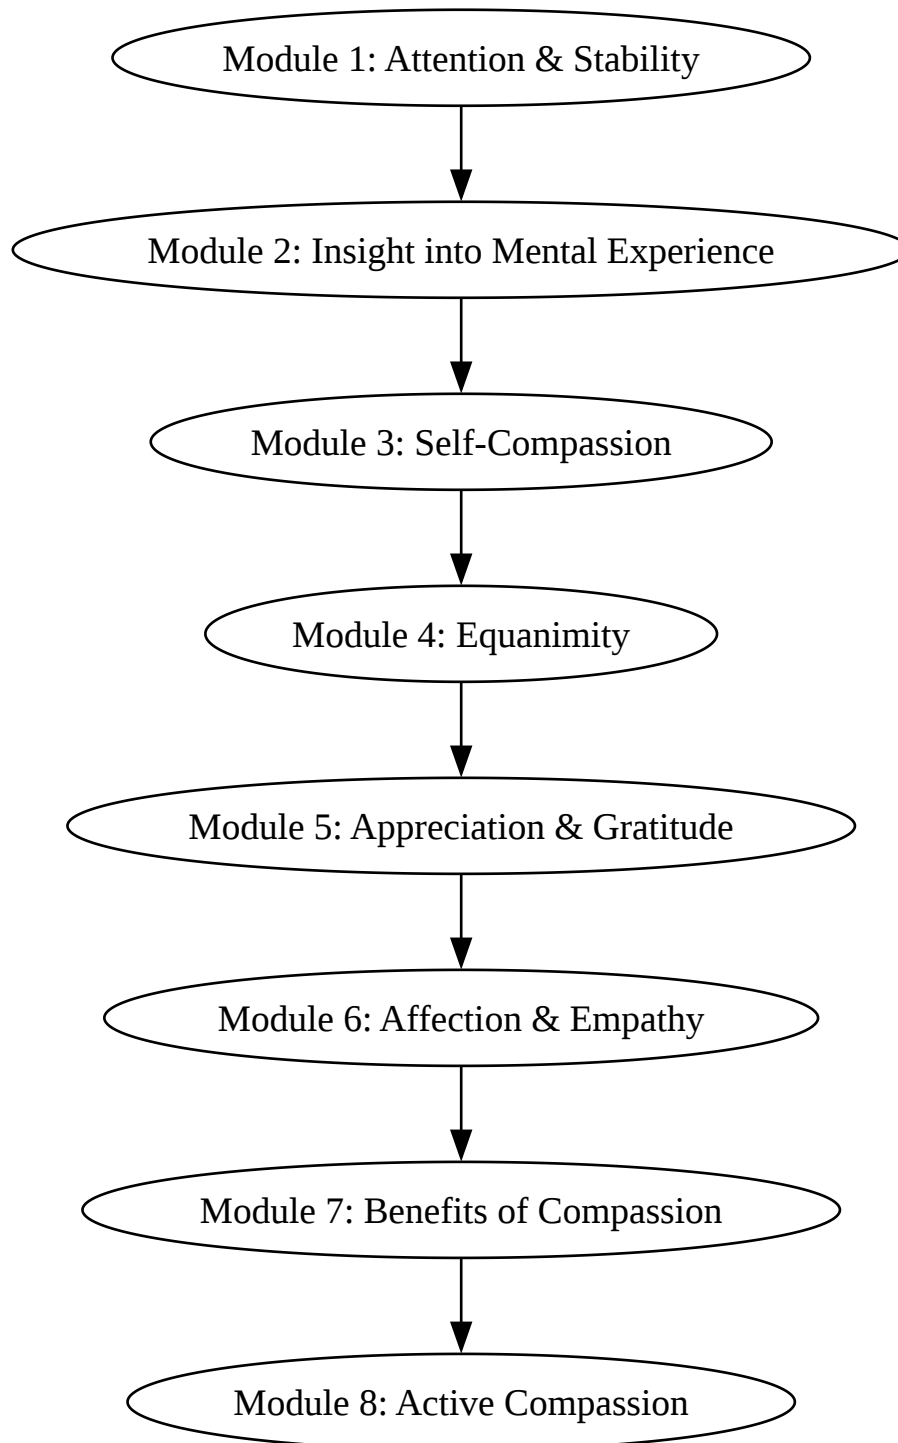 Module 1: Attention & Stability
Module 2: Insight into Mental Experience
Module 3: Self-Compassion
Module 4: Equanimity
Module 5: Appreciation & Gratitude
Module 6: Affection & Empathy
Module 7: Benefits of Compassion
Module 8: Active Compassion